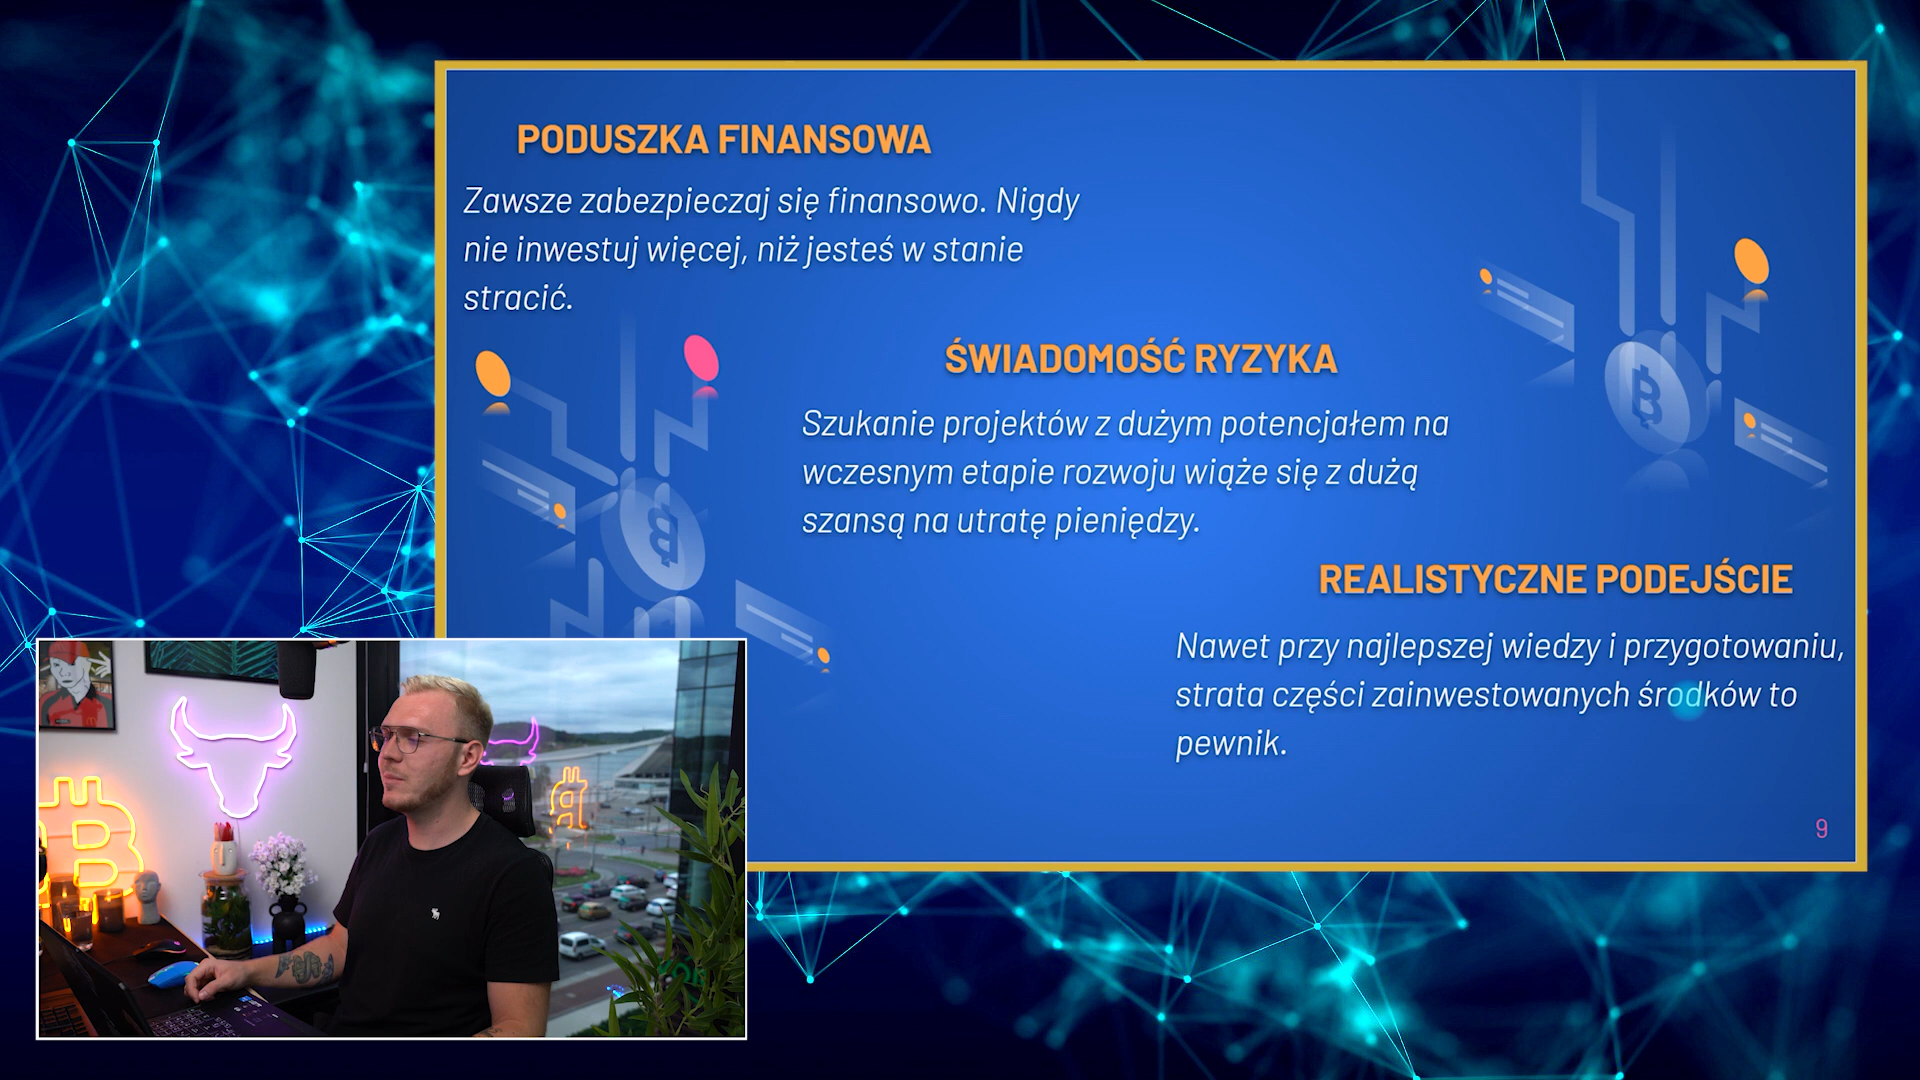 PODUSZKA FINANSOWA
Zawsze zabezpieczaj się finansowo. Nigdy
nie inwestuj więcej, niż jesteś w stanie
stracić.
ŚWIADOMOŚĆ RYZYKA
Szukanie projektów z dużym potencjałem na
wczesnym etapie rozwoju wiąże się z dużą
szansą na utratę pieniędzy.
REALISTYCZNE PODEJŚCIE
Nawet przy najlepszej wiedzy i przygotowaniu,
strata części zainwestowanych środków to
pewnik.
9